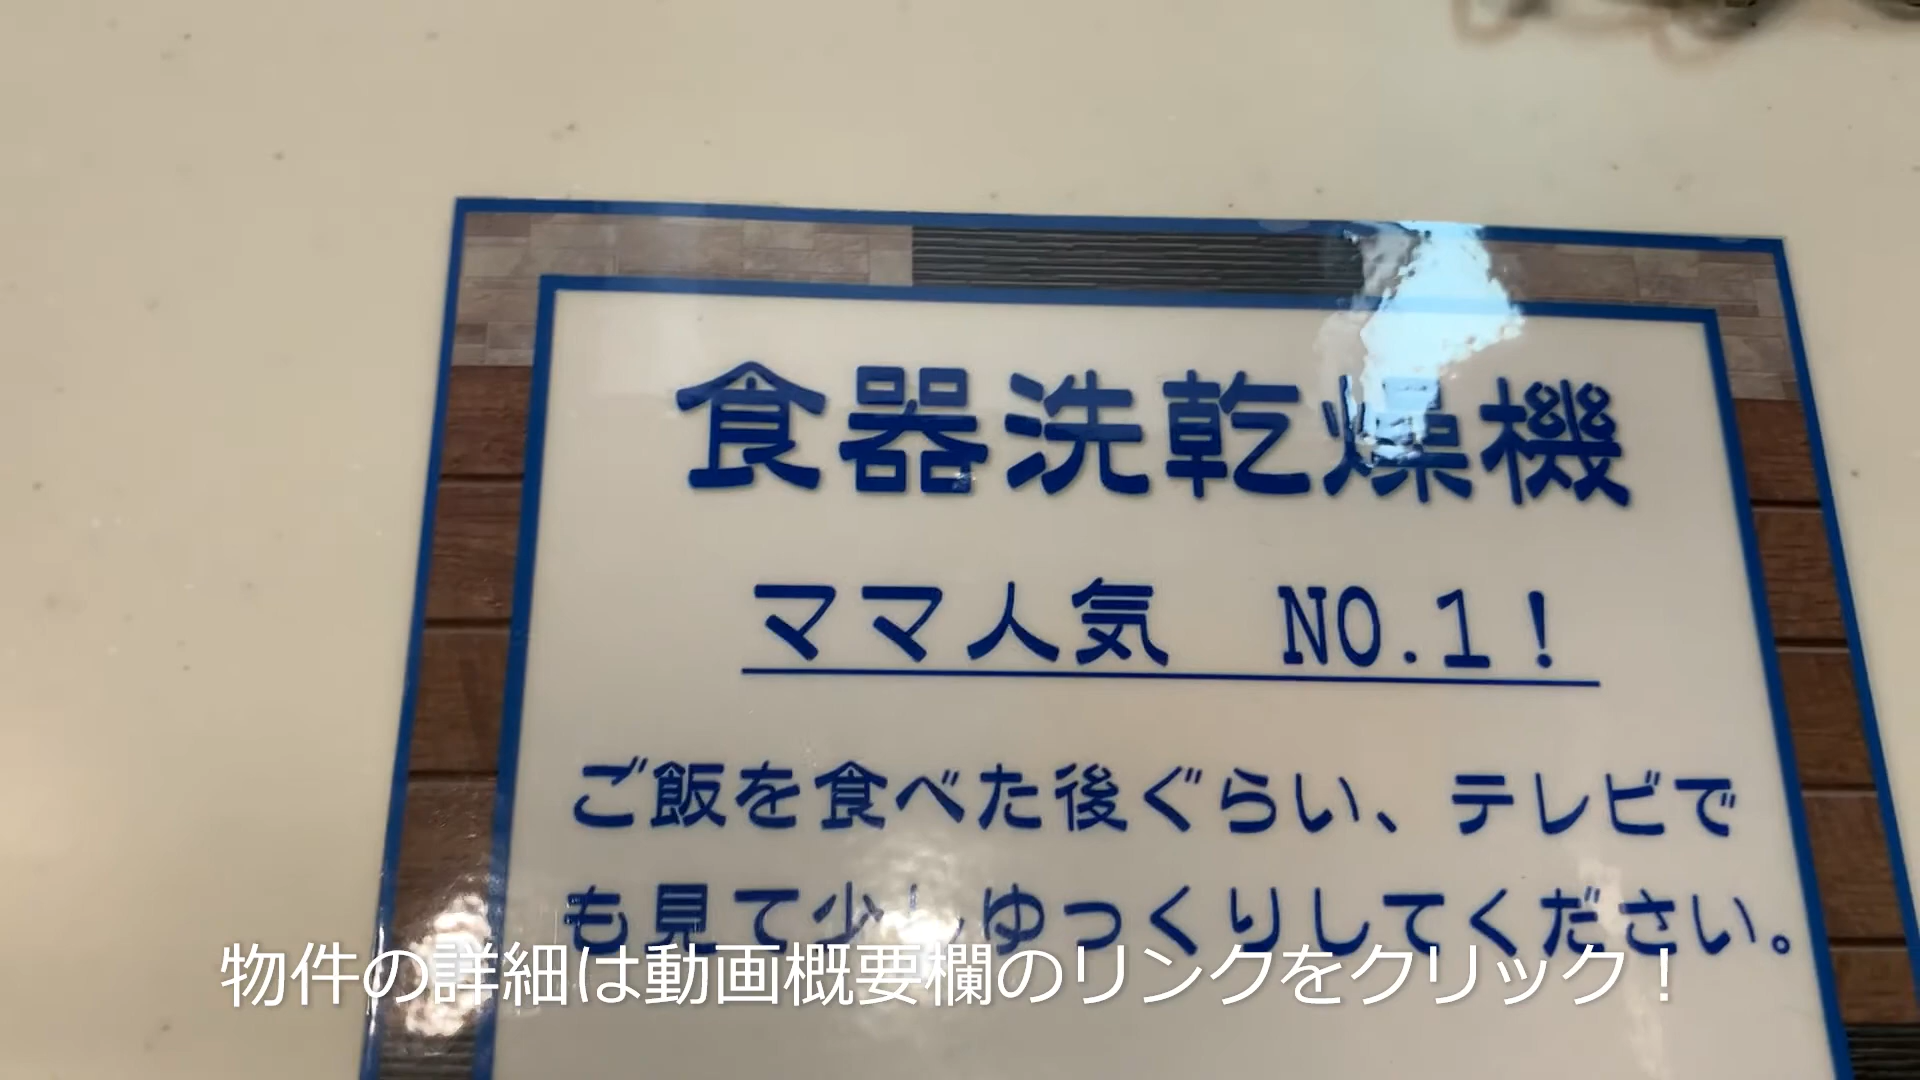 食器洗乾燥機
ママ人気　NO.1！
ご飯を食べた後ぐらい、テレビで
も見て少しゆっくりしてください。
物件の詳細は動画概要欄のリンクをクリック！